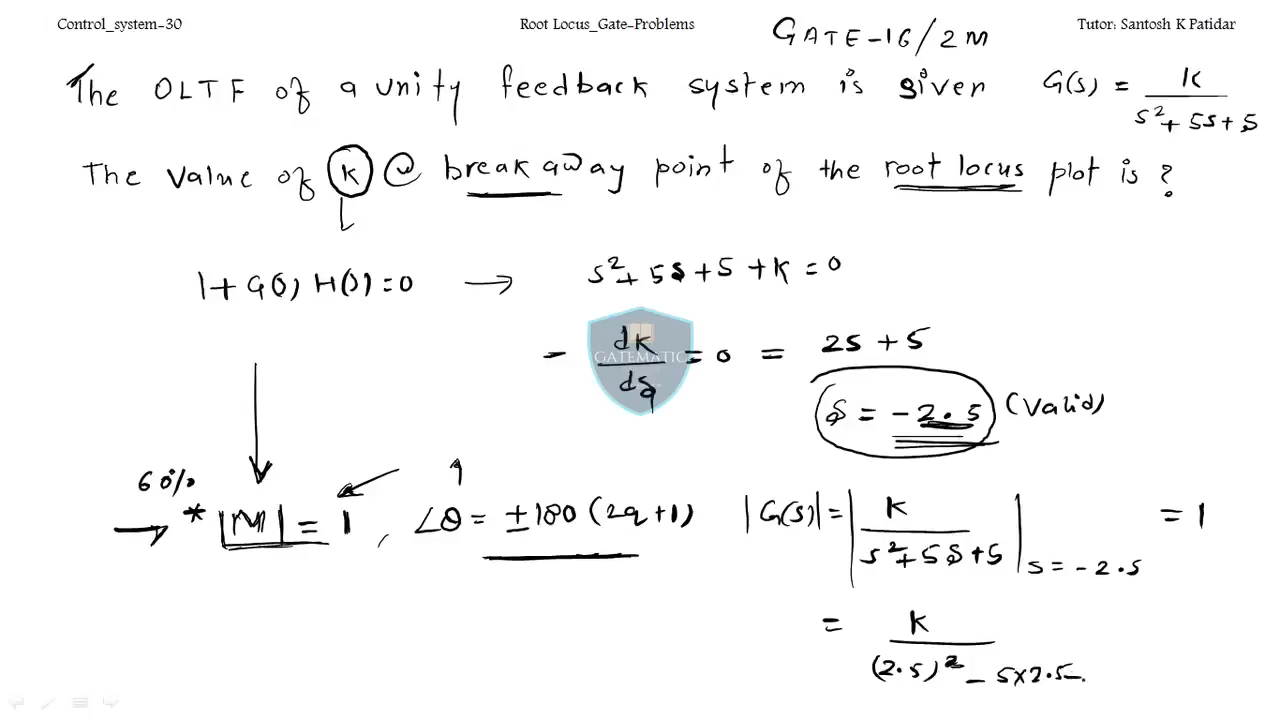 Control_system-30
Root Locus_Gate-Problems
Tutor: Santosh K Patidar
GATE-16/2M
The OLTF of a unity feedback system is given G(s) = K / s²+5s+5
The value of K @ break away point of the root locus plot is?
1+G(s) H(s)=0 → s²+5s+5+K=0
- dK/ds = 0 = 2s+5
GATEMATIC
s = -2.5 (Valid)
60%
→ * |M| = 1, ∠θ = ±180 (2q+1)
|G(s)| = |K / s²+5s+5| s=-2.5 = 1
= K / (2.5)² - 5×2.5